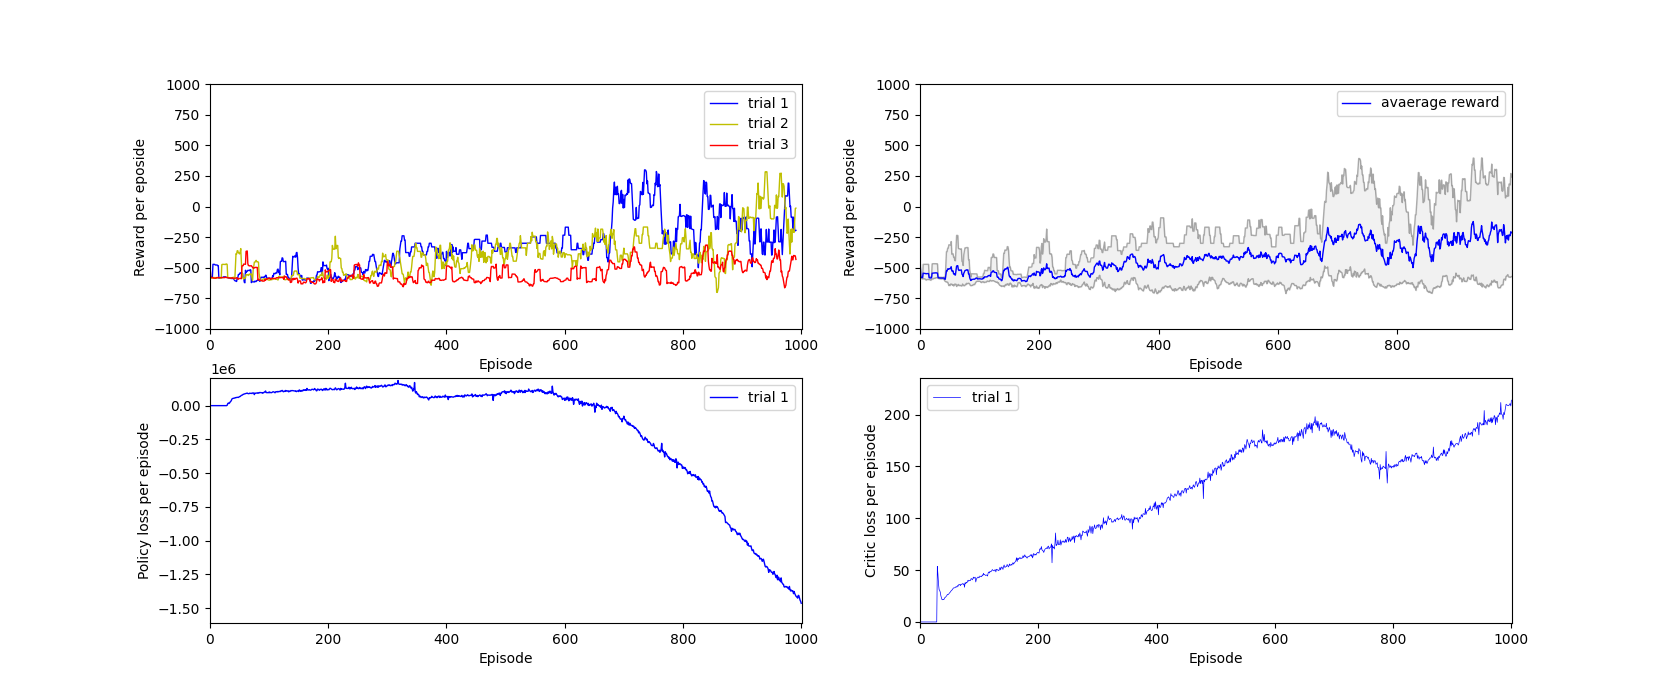 1000
750
500
250
0
−250
−500
−750
−1000
Reward per eposide
trial 1
trial 2
trial 3
0 200 400 600 800 1000
Episode
1000
750
500
250
0
−250
−500
−750
−1000
Reward per eposide
avaerage reward
0 200 400 600 800
Episode
1e6
0.00
−0.25
−0.50
−0.75
−1.00
−1.25
−1.50
Policy loss per episode
trial 1
0 200 400 600 800 1000
Episode
200
150
100
50
0
Critic loss per episode
trial 1
0 200 400 600 800 1000
Episode